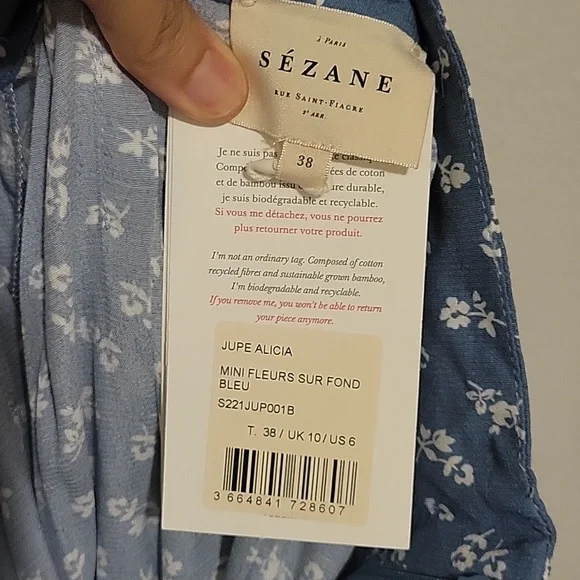 à Paris
SÉZANE
RUE SAINT-FIACRE
2e ARR.
38
Je ne suis pas
Comp de coton
et de bambou issu ure durable,
je suis biodégradable et recyclable.
Si vous me détachez, vous ne pourrez
plus retourner votre produit.
I'm not an ordinary tag. Composed of cotton
recycled fibres and sustainable grown bamboo,
I'm biodegradable and recyclable.
If you remove me, you won't be able to return
your piece anymore.
JUPE ALICIA
MINI FLEURS SUR FOND
BLEU
S221JUP001B
T. 38 / UK 10 / US 6
3 664841 728607